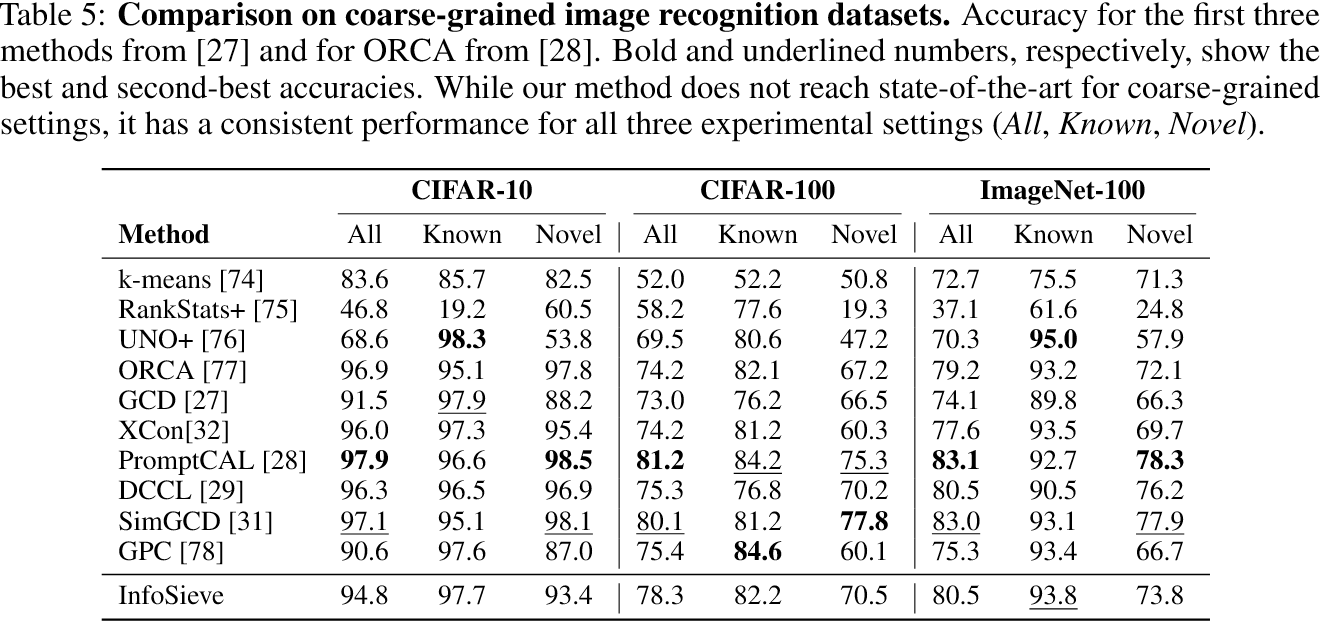 Table 5: Comparison on coarse-grained image recognition datasets. Accuracy for the first three
methods from [27] and for ORCA from [28]. Bold and underlined numbers, respectively, show the
best and second-best accuracies. While our method does not reach state-of-the-art for coarse-grained
settings, it has a consistent performance for all three experimental settings (All, Known, Novel).
CIFAR-10 CIFAR-100 ImageNet-100
Method All Known Novel All Known Novel All Known Novel
k-means [74] 83.6 85.7 82.5 52.0 52.2 50.8 72.7 75.5 71.3
RankStats+ [75] 46.8 19.2 60.5 58.2 77.6 19.3 37.1 61.6 24.8
UNO+ [76] 68.6 98.3 53.8 69.5 80.6 47.2 70.3 95.0 57.9
ORCA [77] 96.9 95.1 97.8 74.2 82.1 67.2 79.2 93.2 72.1
GCD [27] 91.5 97.9 88.2 73.0 76.2 66.5 74.1 89.8 66.3
XCon[32] 96.0 97.3 95.4 74.2 81.2 60.3 77.6 93.5 69.7
PromptCAL [28] 97.9 96.6 98.5 81.2 84.2 75.3 83.1 92.7 78.3
DCCL [29] 96.3 96.5 96.9 75.3 76.8 70.2 80.5 90.5 76.2
SimGCD [31] 97.1 95.1 98.1 80.1 81.2 77.8 83.0 93.1 77.9
GPC [78] 90.6 97.6 87.0 75.4 84.6 60.1 75.3 93.4 66.7
InfoSieve 94.8 97.7 93.4 78.3 82.2 70.5 80.5 93.8 73.8